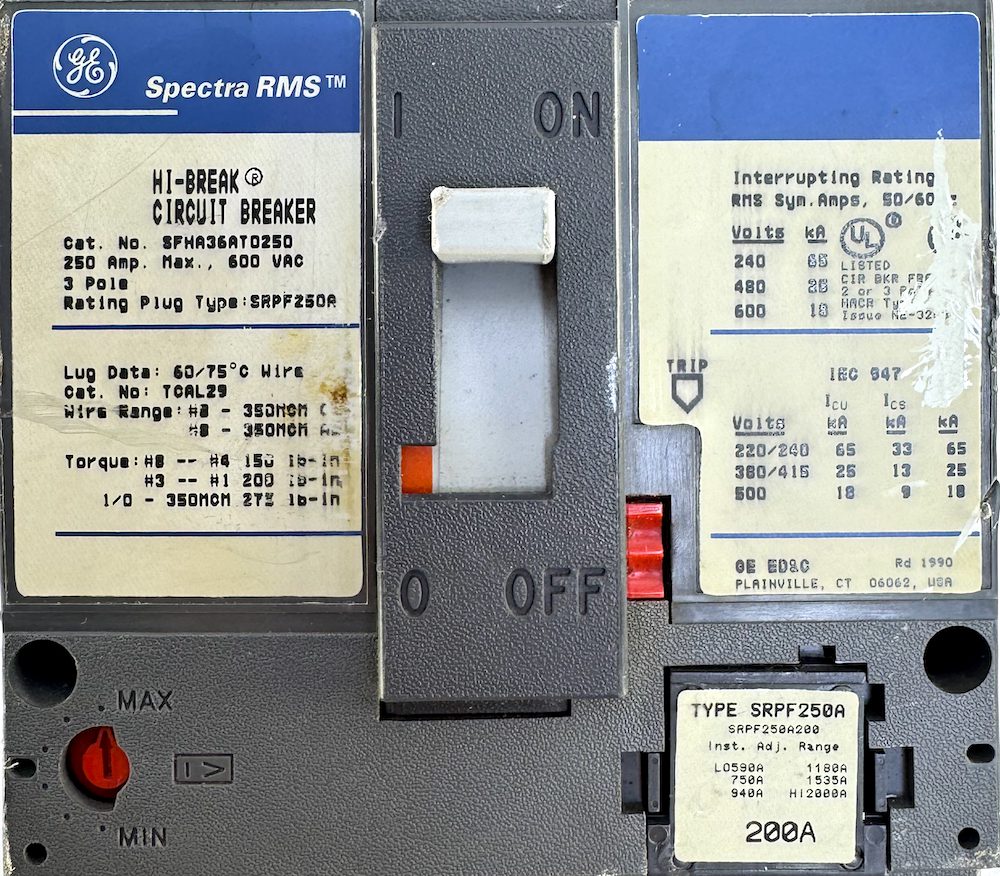 GE
Spectra RMS™
HI-BREAK®
CIRCUIT BREAKER
Cat. No. SFHA36AT0250
250 Amp. Max., 600 VAC
3 Pole
Rating Plug Type:SRPF250A
Lug Data: 60/75°C Wire
Cat. No: TCAL29
Wire Range:#8 - 350MCM
#8 - 350MCM
Torque:#8 -- #4 150 lb-in
#3 -- #1 200 lb-in
1/0 - 350MCM 275 lb-in
I ON
O OFF
Interrupting Rating
RMS Sym.Amps, 50/60
Volts kA
240 65
480 25
600 18
UL®
LISTED
CIR BKR
2 or 3
HACR
Issue
TRIP
IEC 947
ICU ICS
Volts kA kA kA
220/240 65 33 65
380/415 25 13 25
500 18 9 18
GE ED&C Rd 1990
PLAINVILLE, CT 06062, USA
MAX
I >
MIN
TYPE SRPF250A
SRPF250A200
Inst. Adj. Range
LO590A 1180A
750A 1535A
940A HI2000A
200A